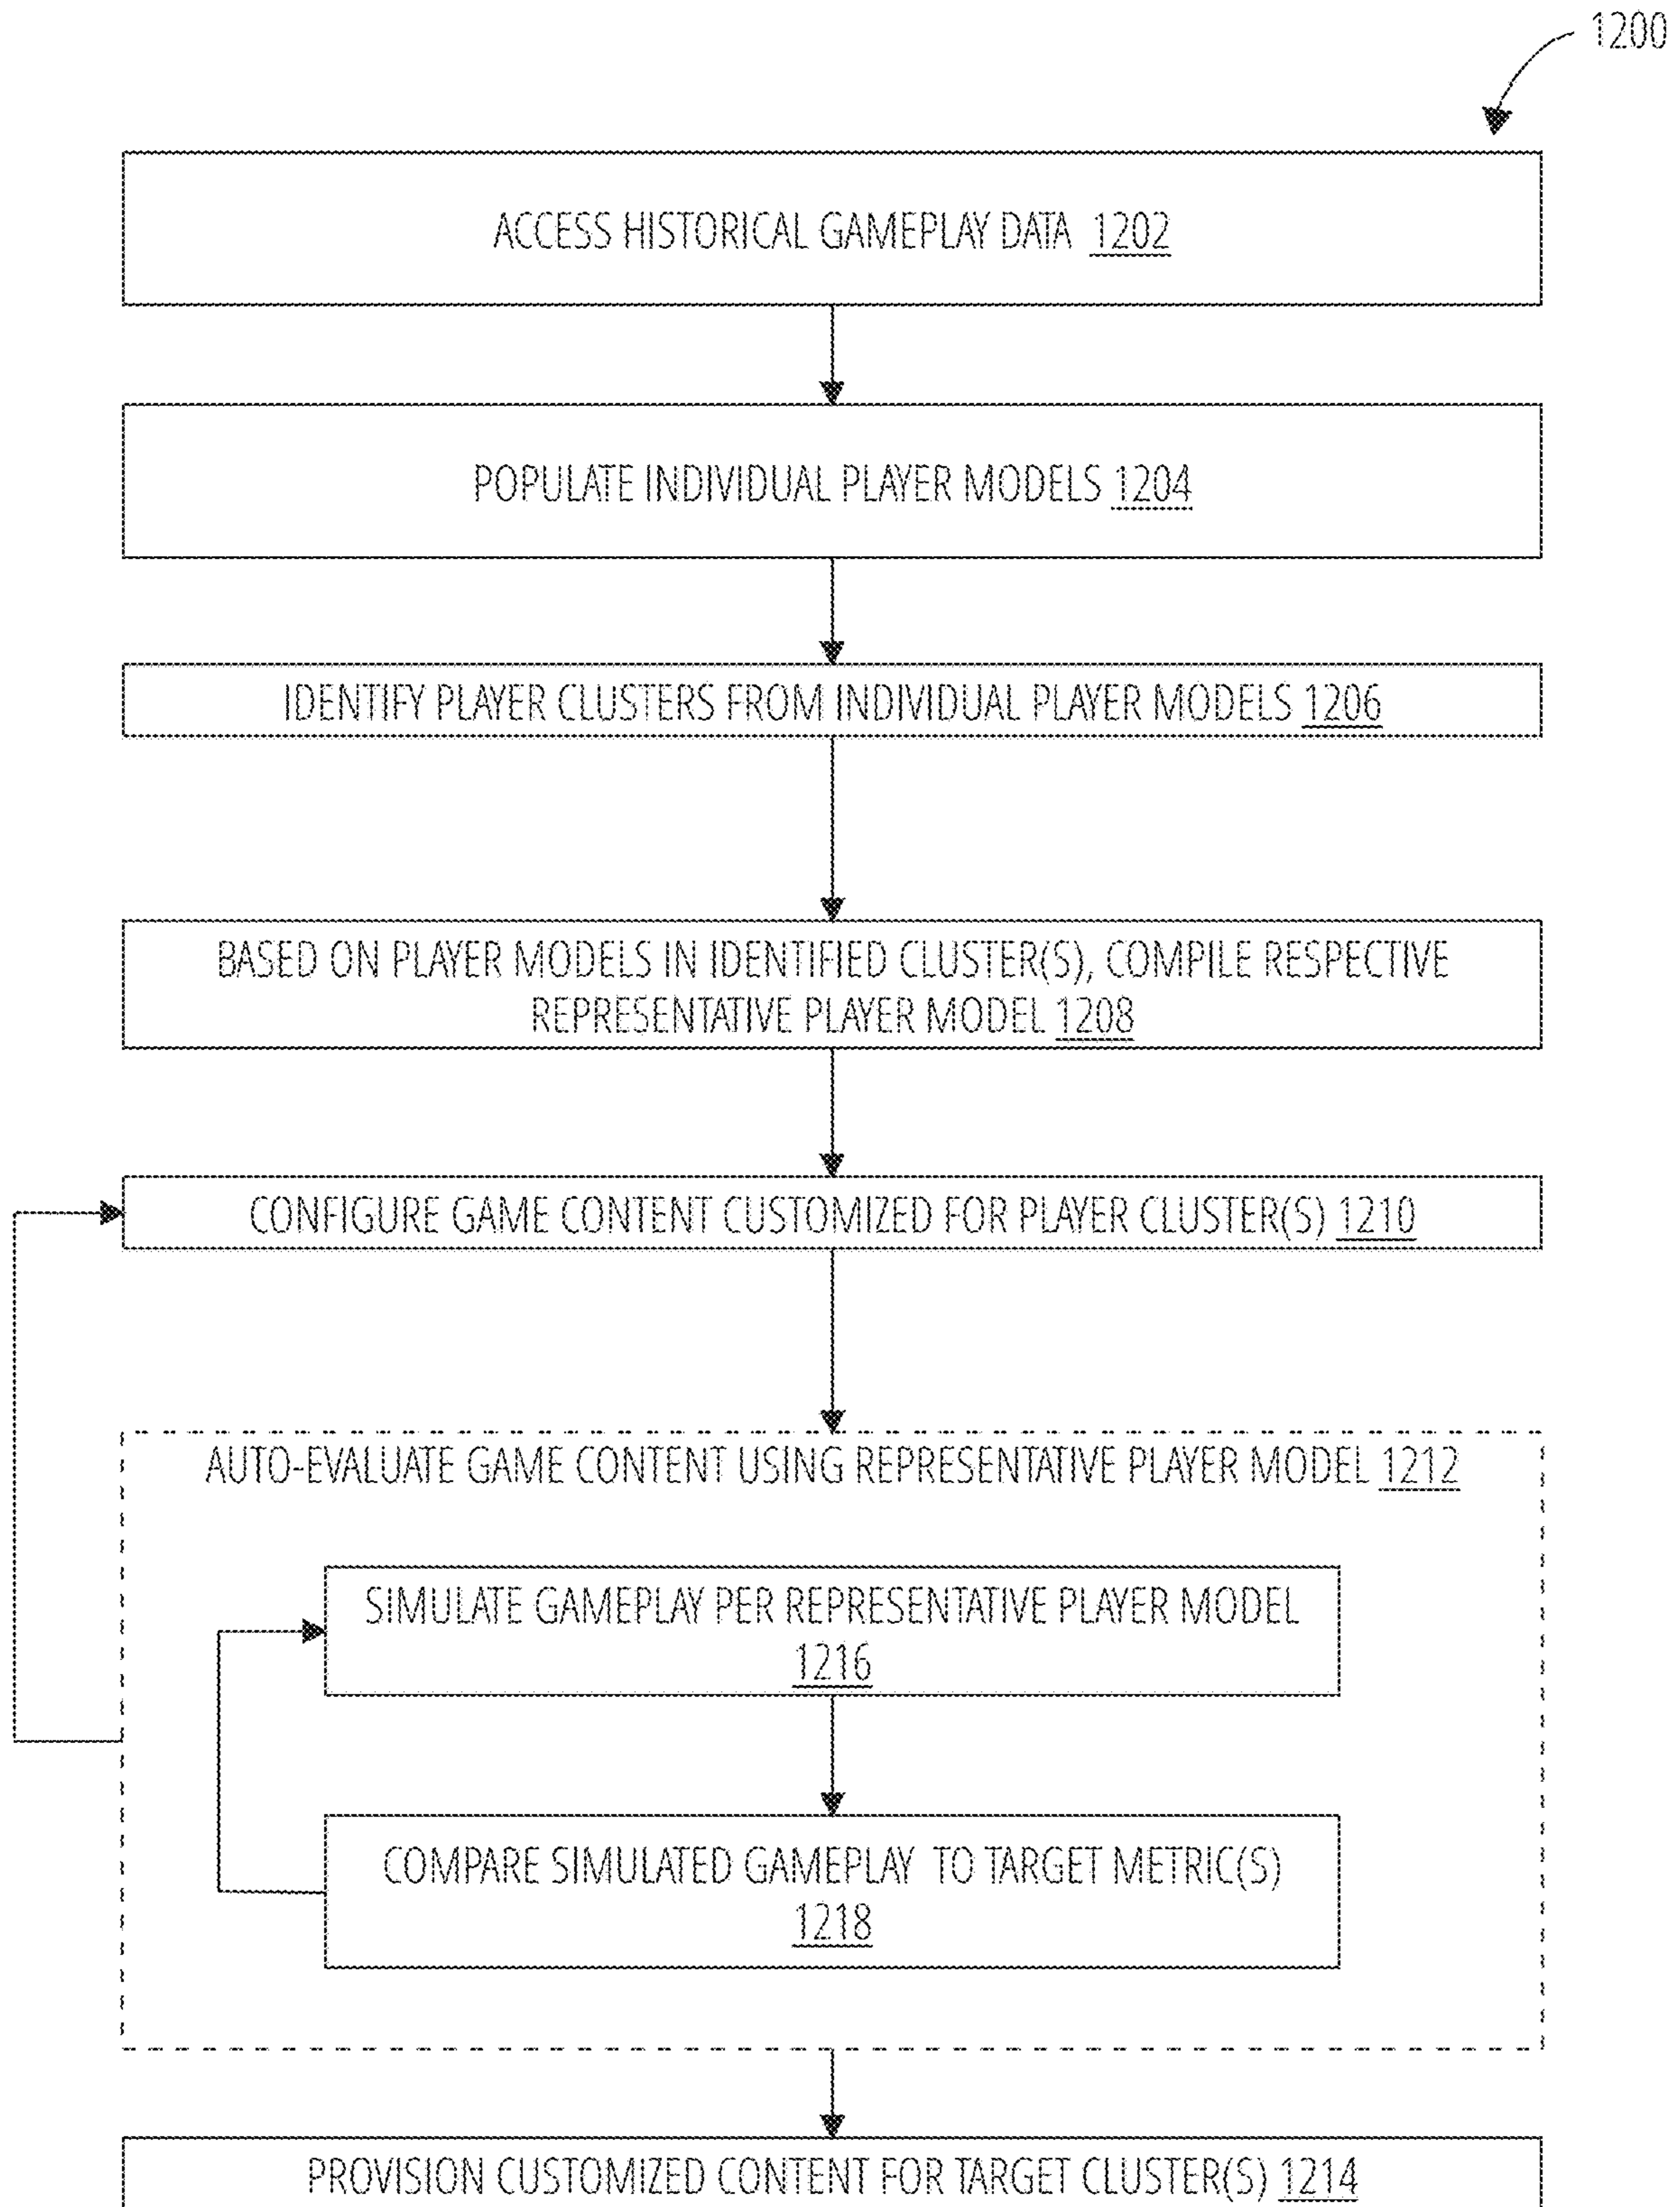 1200
ACCESS HISTORICAL GAMEPLAY DATA 1202
POPULATE INDIVIDUAL PLAYER MODELS 1204
IDENTIFY PLAYER CLUSTERS FROM INDIVIDUAL PLAYER MODELS 1206
BASED ON PLAYER MODELS IN IDENTIFIED CLUSTER(S), COMPILE RESPECTIVE
REPRESENTATIVE PLAYER MODEL 1208
CONFIGURE GAME CONTENT CUSTOMIZED FOR PLAYER CLUSTER(S) 1210
AUTO-EVALUATE GAME CONTENT USING REPRESENTATIVE PLAYER MODEL 1212
SIMULATE GAMEPLAY PER REPRESENTATIVE PLAYER MODEL
1216
COMPARE SIMULATED GAMEPLAY TO TARGET METRIC(S)
1218
PROVISION CUSTOMIZED CONTENT FOR TARGET CLUSTER(S) 1214